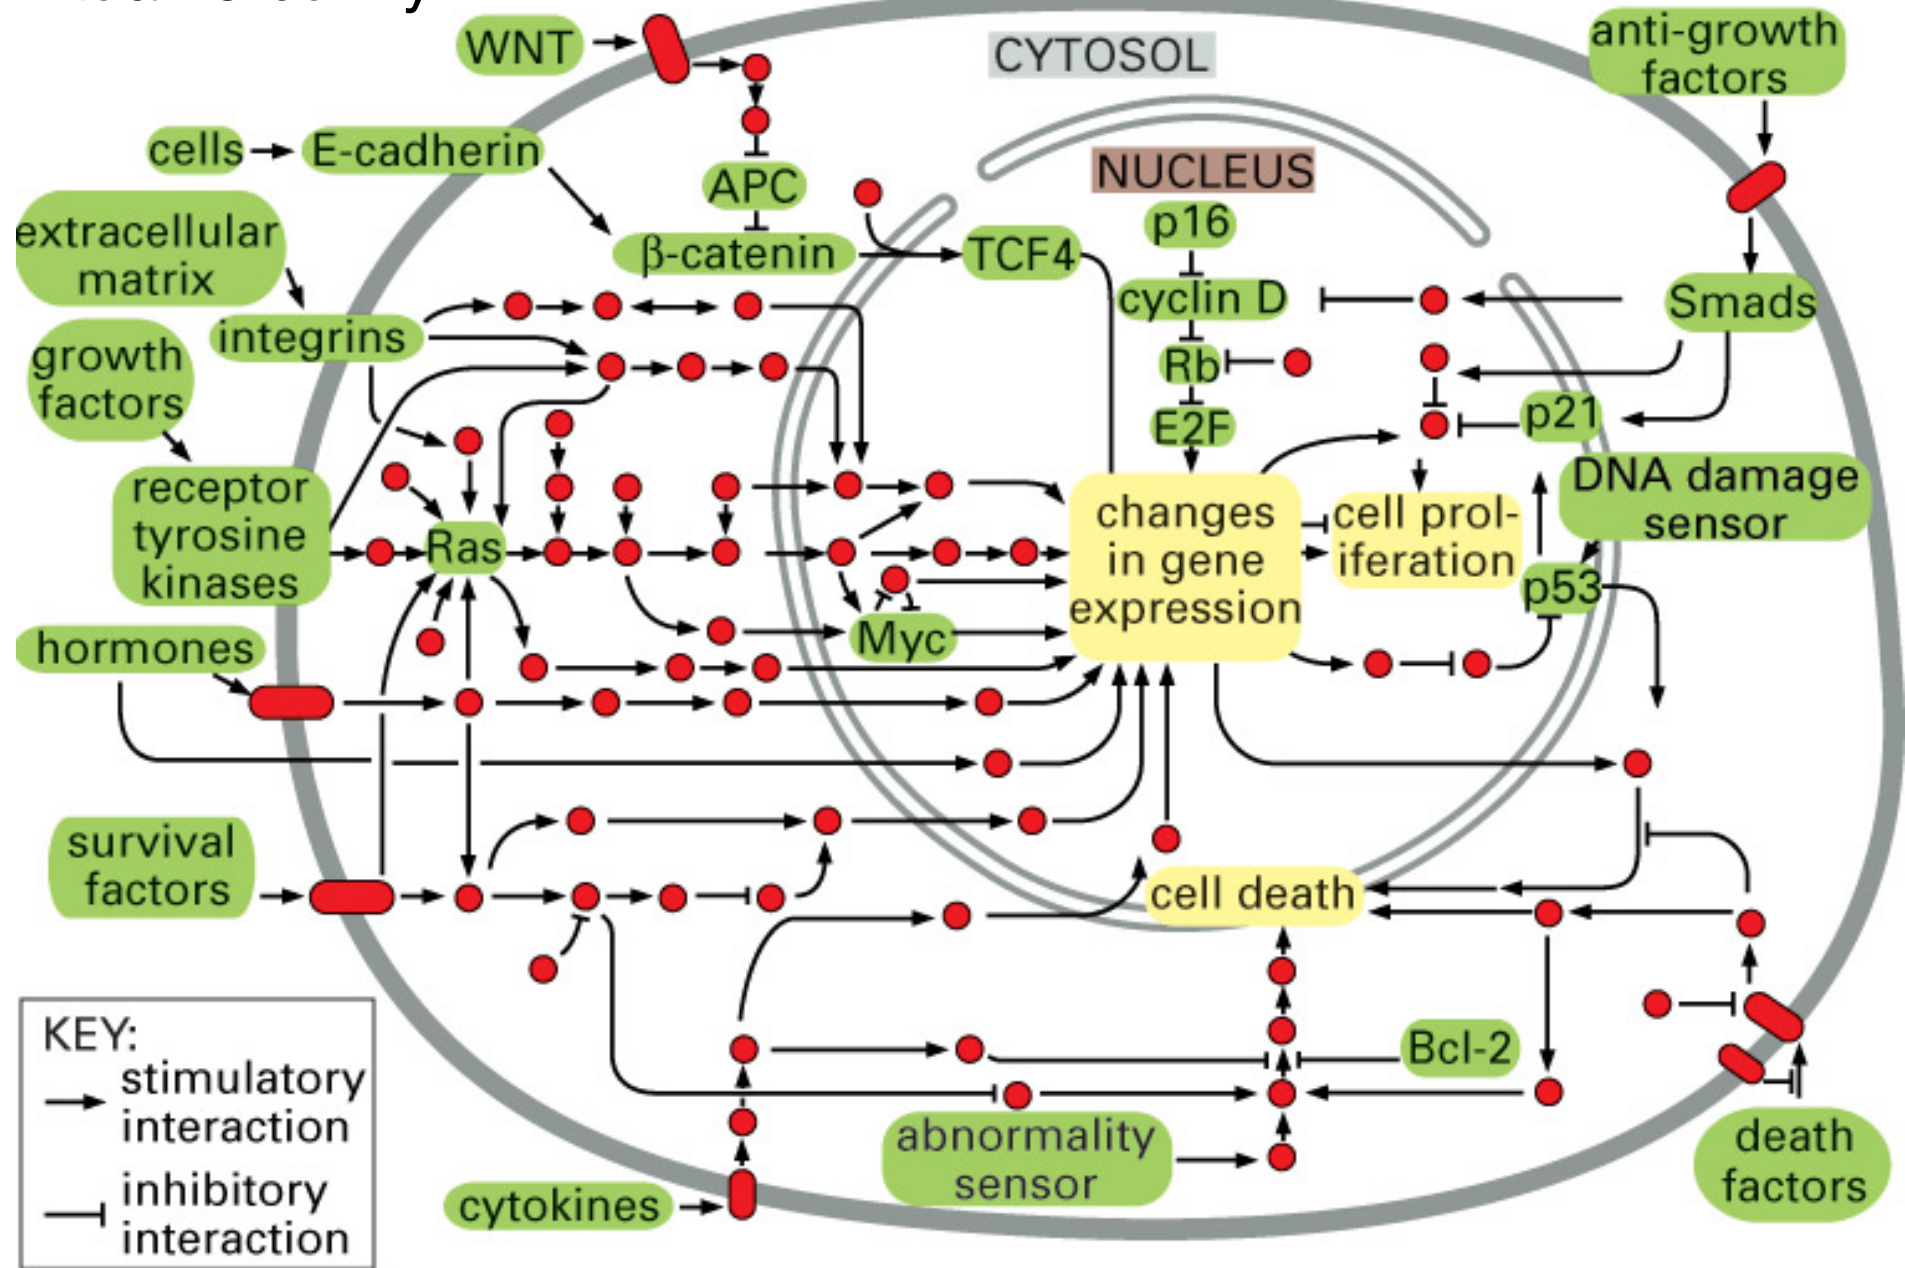 WNT
CYTOSOL
anti-growth
factors
cells
E-cadherin
APC
NUCLEUS
p16
extracellular
matrix
β-catenin
TCF4
cyclin D
Smads
integrins
growth
factors
Rb
E2F
p21
receptor
tyrosine
kinases
Ras
changes
in gene
expression
cell prol-
iferation
DNA damage
sensor
p53
hormones
Myc
survival
factors
cell death
KEY:
stimulatory
interaction
inhibitory
interaction
Bcl-2
abnormality
sensor
cytokines
death
factors